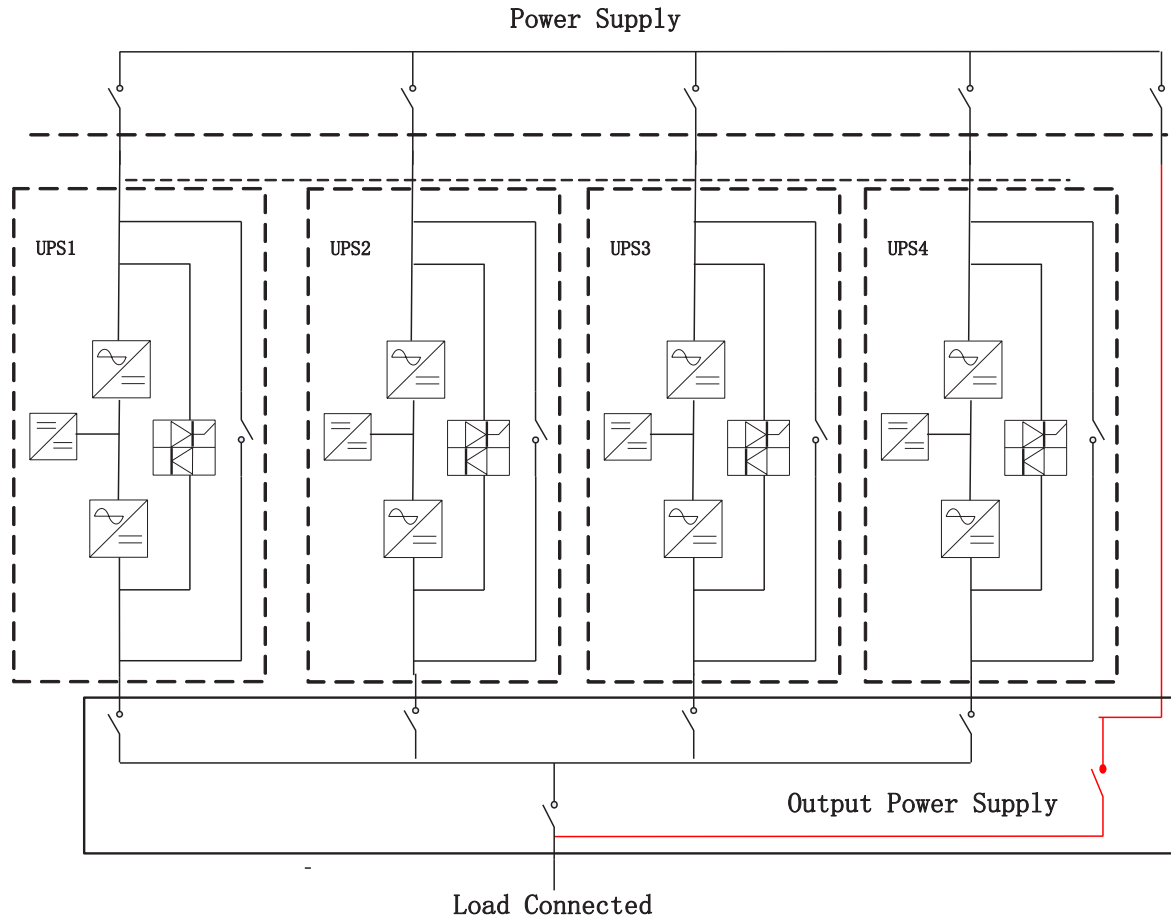 Power Supply
UPS1
UPS2
UPS3
UPS4
Output Power Supply
Load Connected